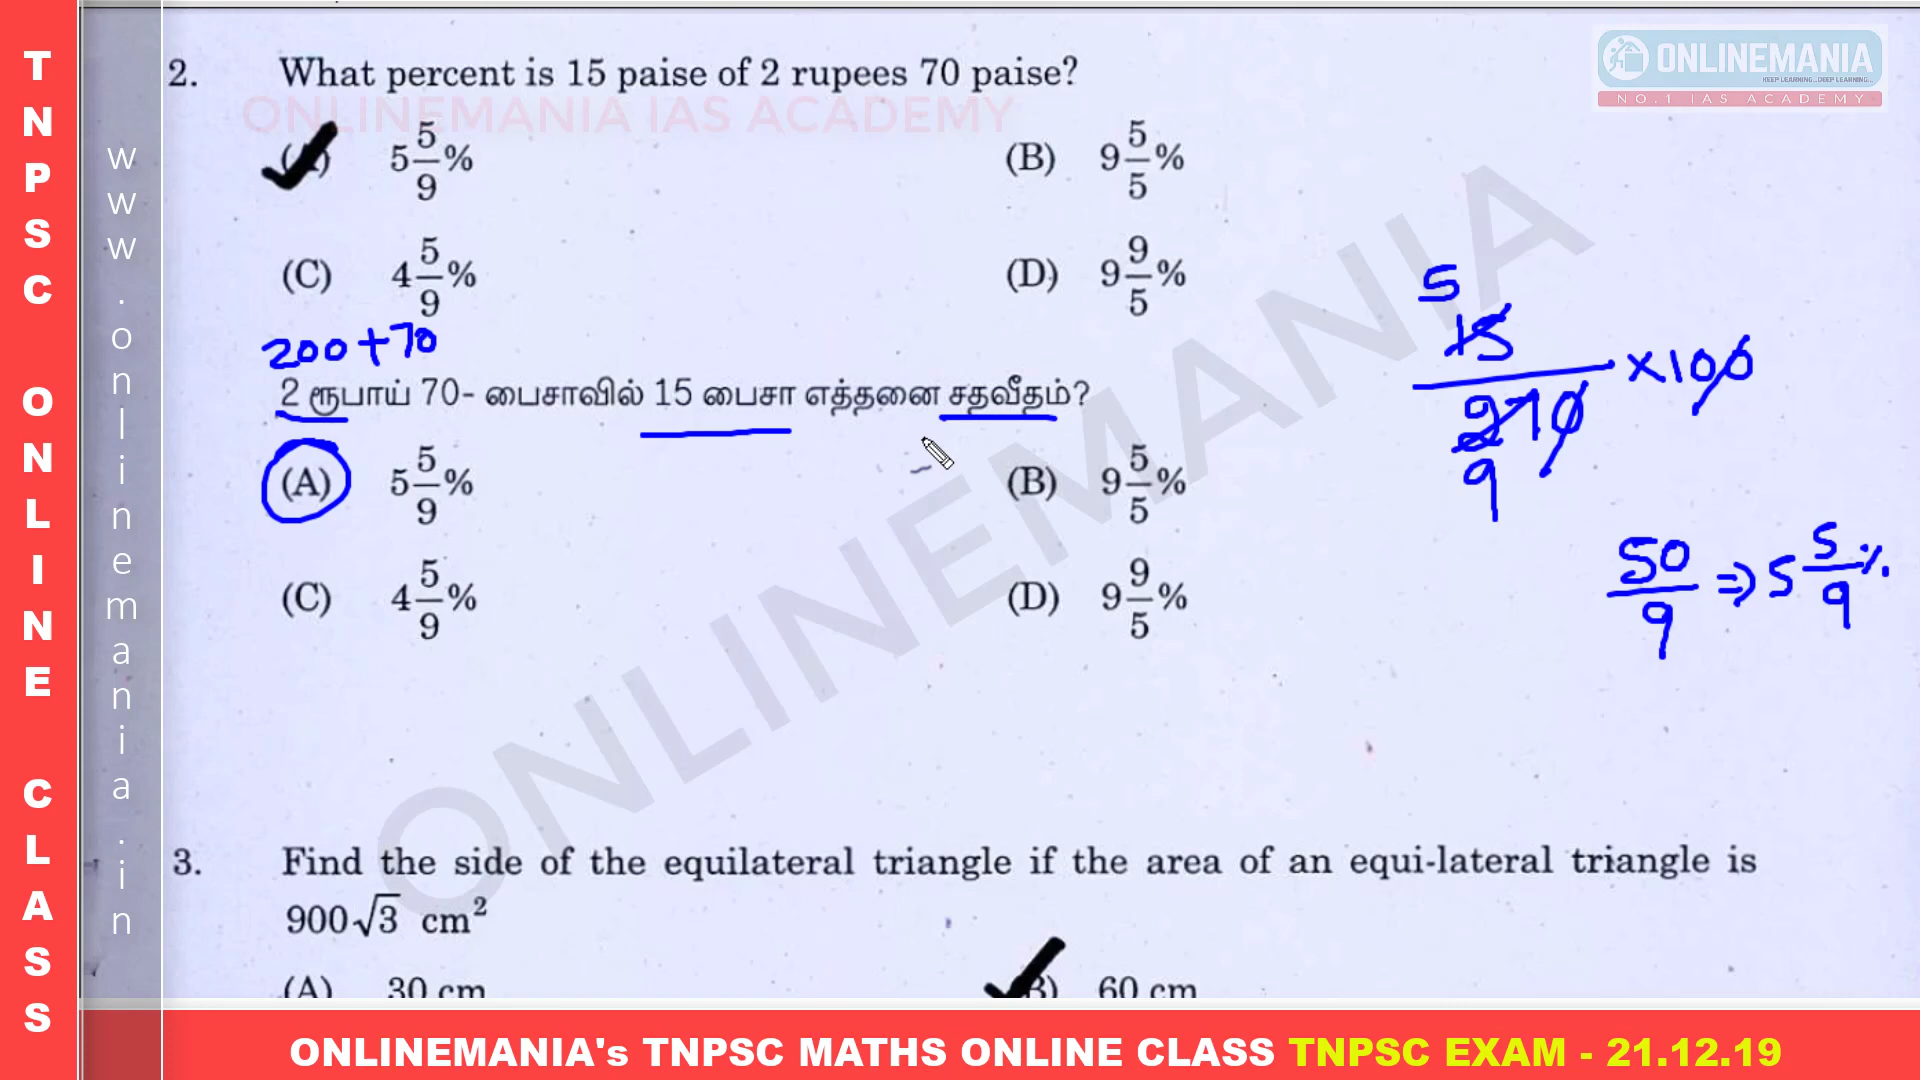 TNPSC ONLINE CLASS
www.onlinemania.in
ONLINEMANIA
KEEP LEARNING...DEEP LEARNING...
NO.1 IAS ACADEMY
2. What percent is 15 paise of 2 rupees 70 paise?
ONLINEMANIA IAS ACADEMY
(A) 5 5/9 % (B) 9 5/5 %
(C) 4 5/9 % (D) 9 9/5 %
200+70
2 ரூபாய் 70- பைசாவில் 15 பைசா எத்தனை சதவீதம்?
(A) 5 5/9 % (B) 9 5/5 %
(C) 4 5/9 % (D) 9 9/5 %
5
15/270 ×100
9
50/9 ⇒ 5 5/9 %
ONLINEMANIA
3. Find the side of the equilateral triangle if the area of an equi-lateral triangle is
900√3 cm²
(A) 30 cm (B) 60 cm
ONLINEMANIA's TNPSC MATHS ONLINE CLASS TNPSC EXAM - 21.12.19